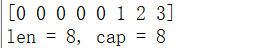 [0 0 0 0 0 1 2 3]
len = 8, cap = 8